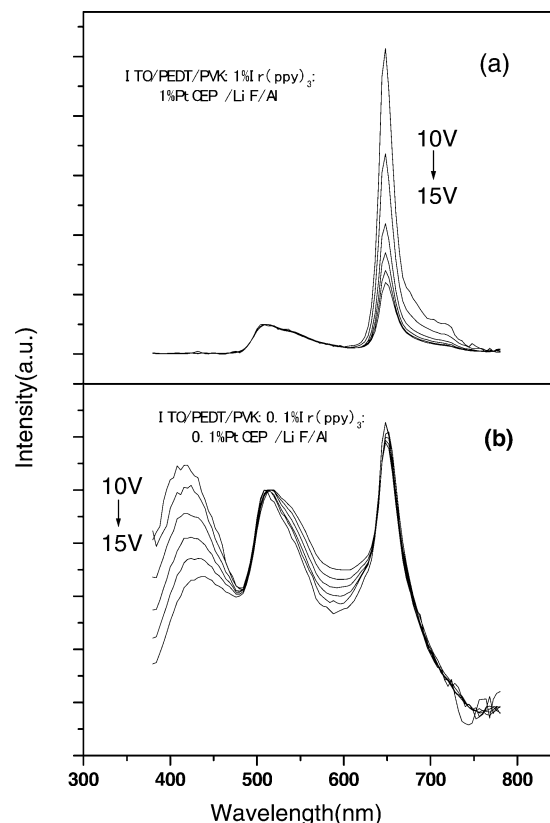 (a)
ITO/PEDT/PVK: 1%Ir(ppy)3:
1%PtOEP /LiF/Al
10V
15V
Intensity(a.u.)
ITO/PEDT/PVK: 0.1%Ir(ppy)3:
0.1%PtOEP /LiF/Al
(b)
10V
15V
300 400 500 600 700 800
Wavelength(nm)